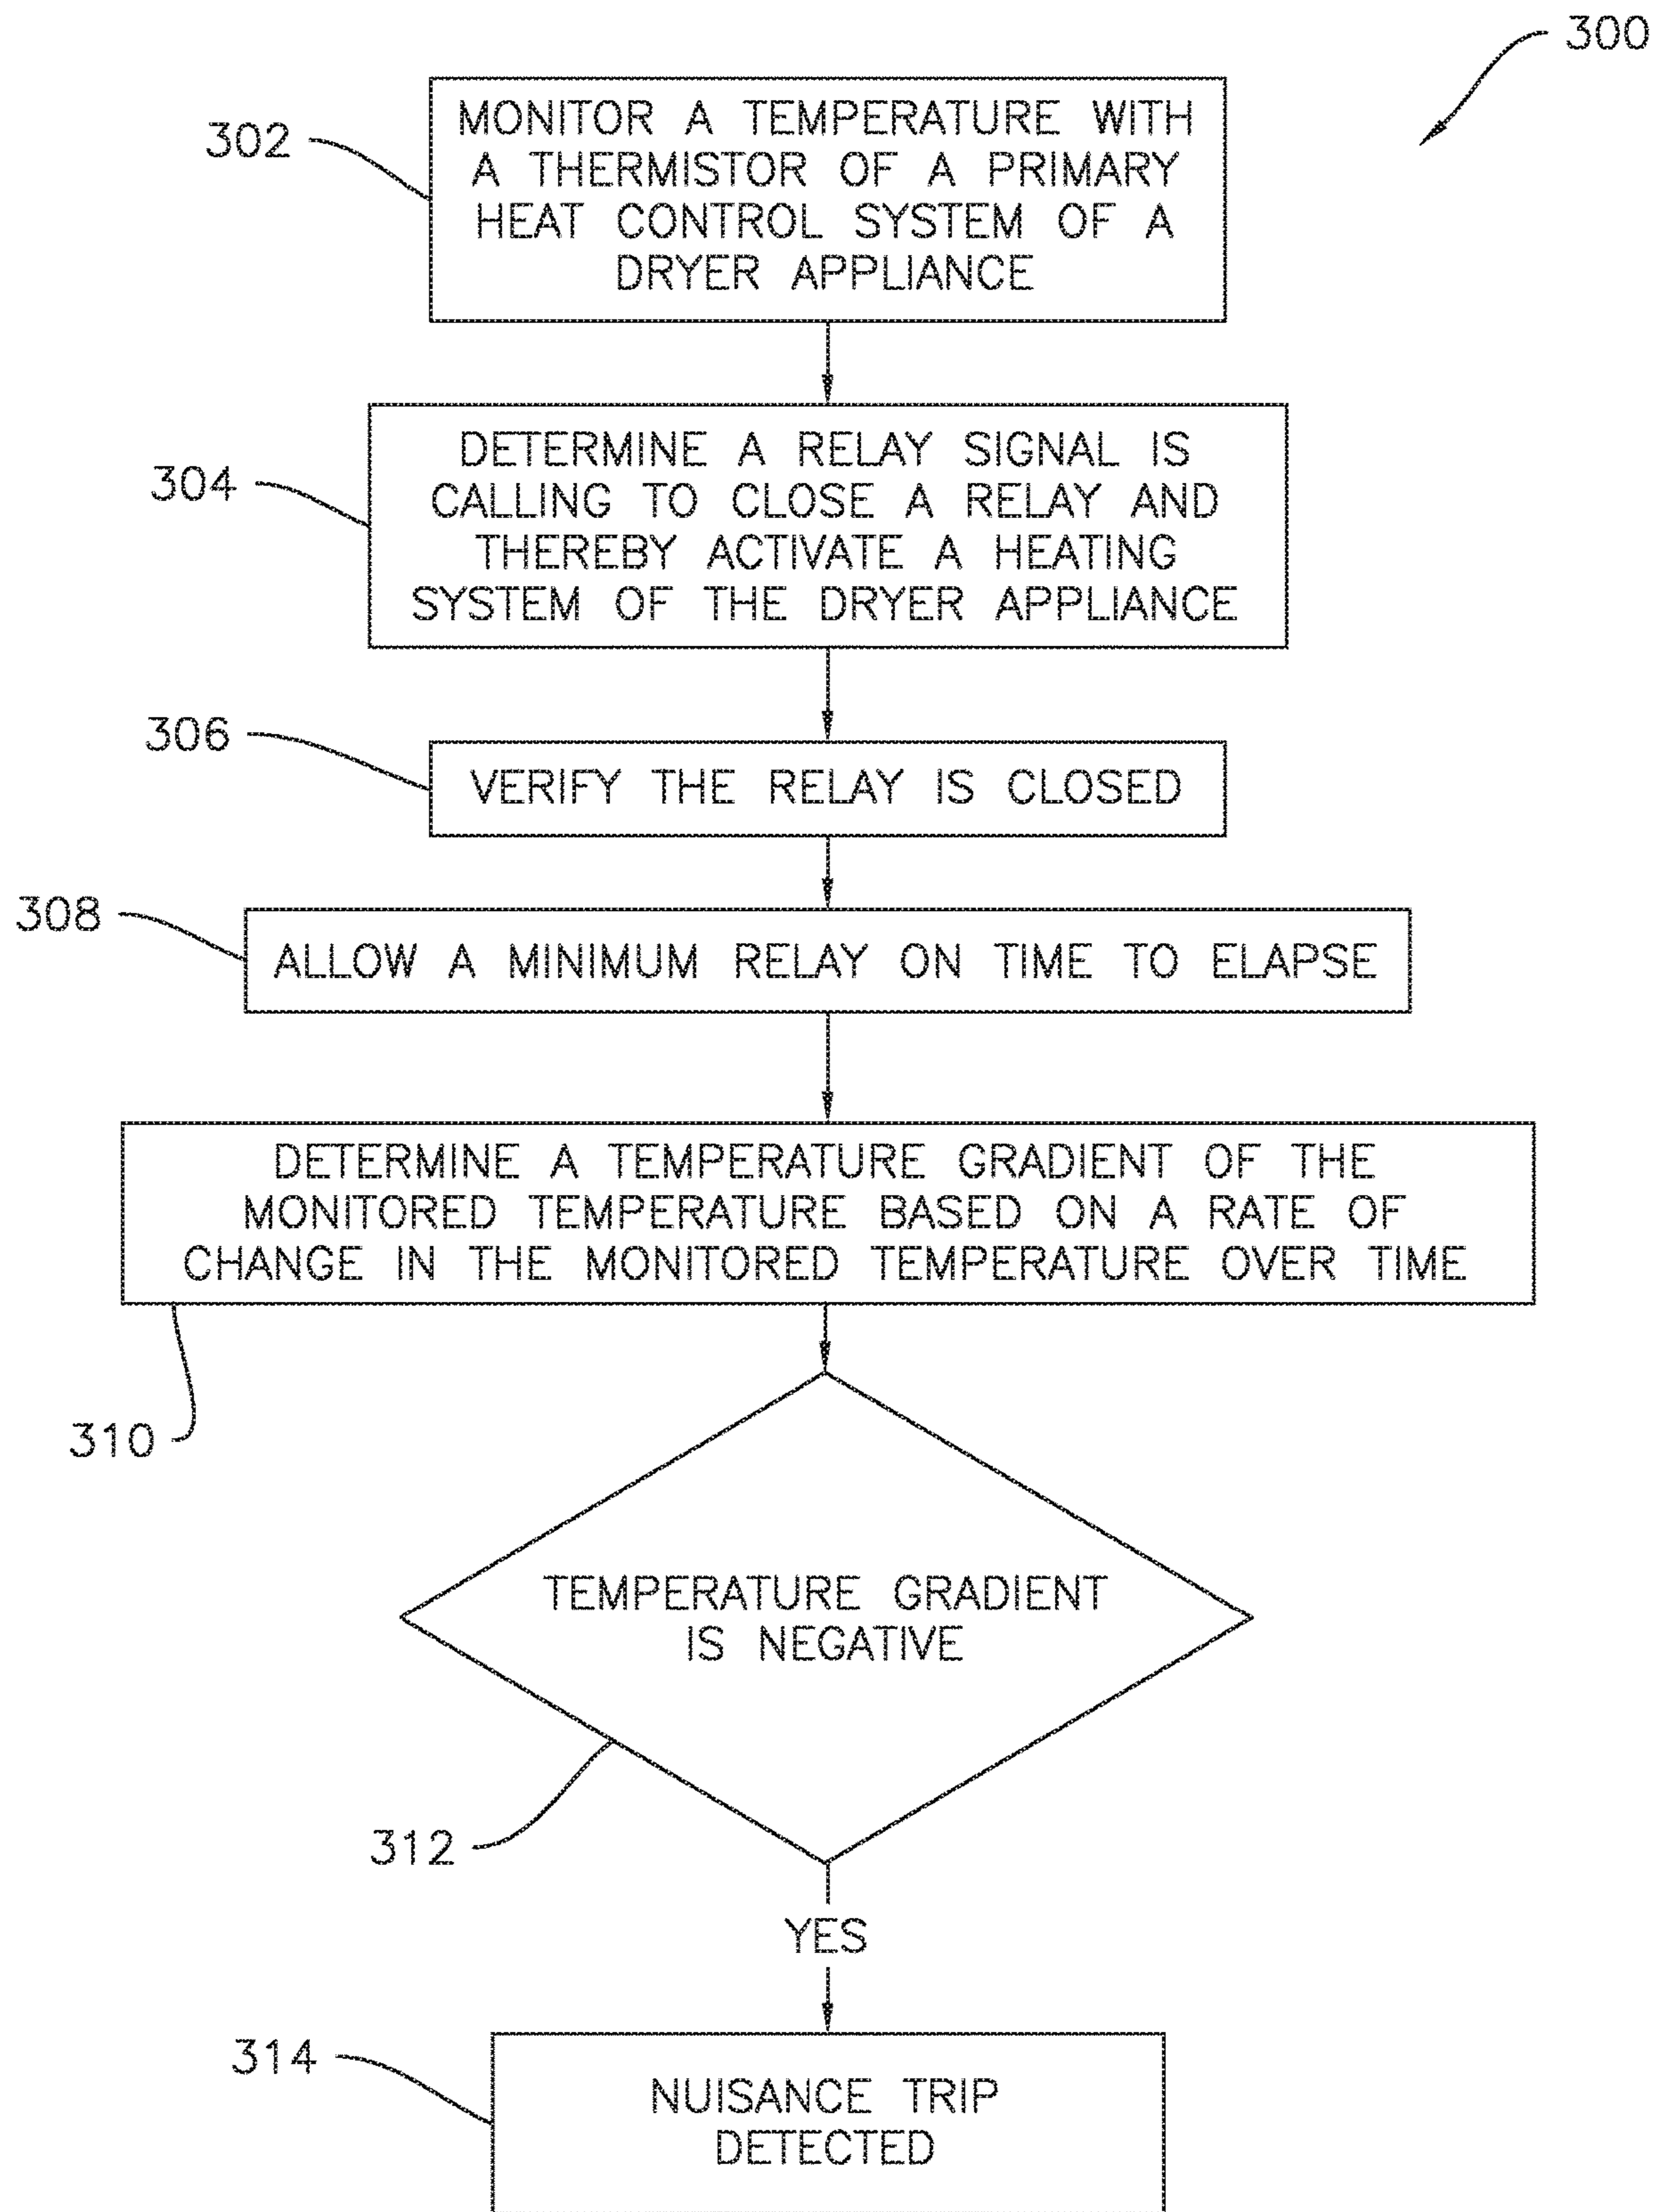 300
302
MONITOR A TEMPERATURE WITH
A THERMISTOR OF A PRIMARY
HEAT CONTROL SYSTEM OF A
DRYER APPLIANCE
304
DETERMINE A RELAY SIGNAL IS
CALLING TO CLOSE A RELAY AND
THEREBY ACTIVATE A HEATING
SYSTEM OF THE DRYER APPLIANCE
306
VERIFY THE RELAY IS CLOSED
308
ALLOW A MINIMUM RELAY ON TIME TO ELAPSE
DETERMINE A TEMPERATURE GRADIENT OF THE
MONITORED TEMPERATURE BASED ON A RATE OF
CHANGE IN THE MONITORED TEMPERATURE OVER TIME
310
TEMPERATURE GRADIENT
IS NEGATIVE
312
YES
314
NUISANCE TRIP
DETECTED